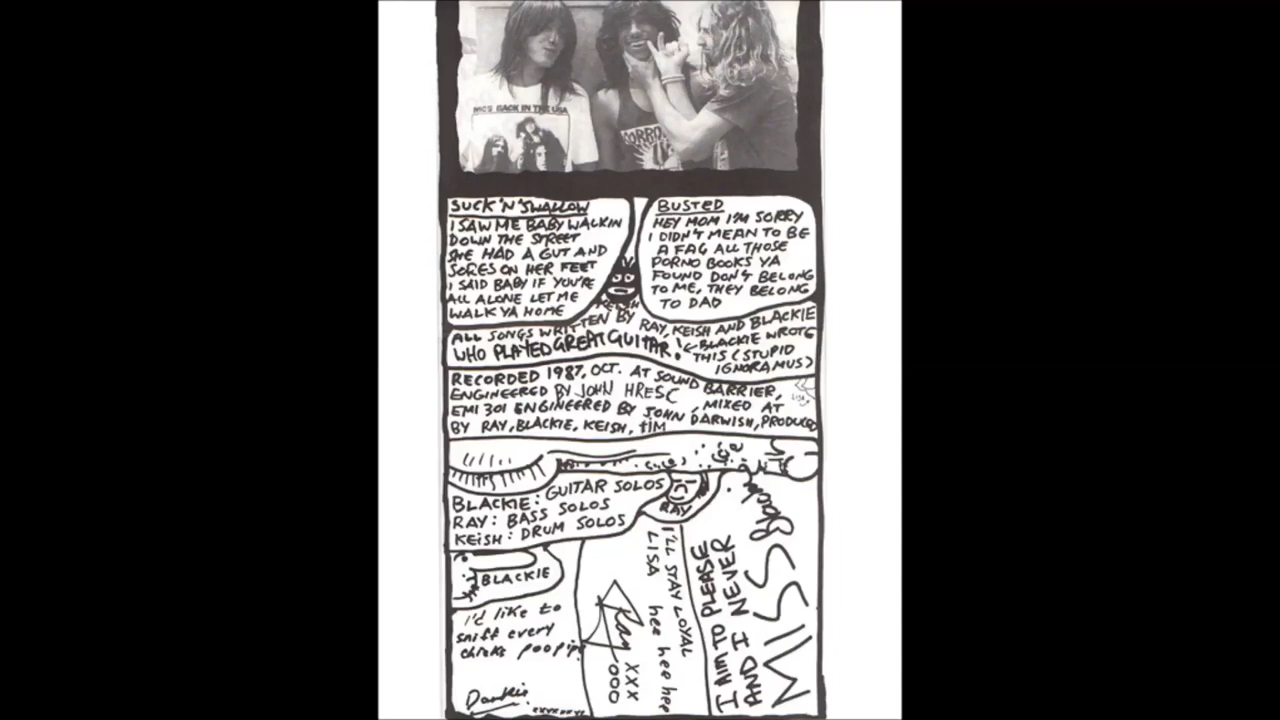 MC5 BACK IN THE USA
SUCK 'N' SWALLOW
I SAW ME BABY WALKIN
DOWN THE STREET
SHE HAD A GUT AND
SORES ON HER FEET
I SAID BABY IF YOU'RE
ALL ALONE LET ME
WALK YA HOME
BUSTED
HEY MOM I'M SORRY
I DIDN'T MEAN TO BE
A FAG ALL THOSE
PORNO BOOKS YA
FOUND DON'T BELONG
TO ME, THEY BELONG
TO DAD
KEISH
ALL SONGS WRITTEN BY RAY, KEISH AND BLACKIE
WHO PLAYED GREAT GUITAR!
BLACKIE WROTE
THIS (STUPID
IGNORAMUS)
RECORDED 1987, OCT. AT SOUND BARRIER,
ENGINEERED BY JOHN HRESC, MIXED AT
EMI 301 ENGINEERED BY JOHN DARWISH, PRODUCED
BY RAY, BLACKIE, KEISH, TIM
BLACKIE: GUITAR SOLOS
RAY: BASS SOLOS
KEISH: DRUM SOLOS
RAY
BLACKIE
I'd like to
sniff every
chicks poopipi
I'LL STAY LOYAL
LISA hee hee hee
Ray XXX
OOO
I AIM TO PLEASE
AND I NEVER
MISS